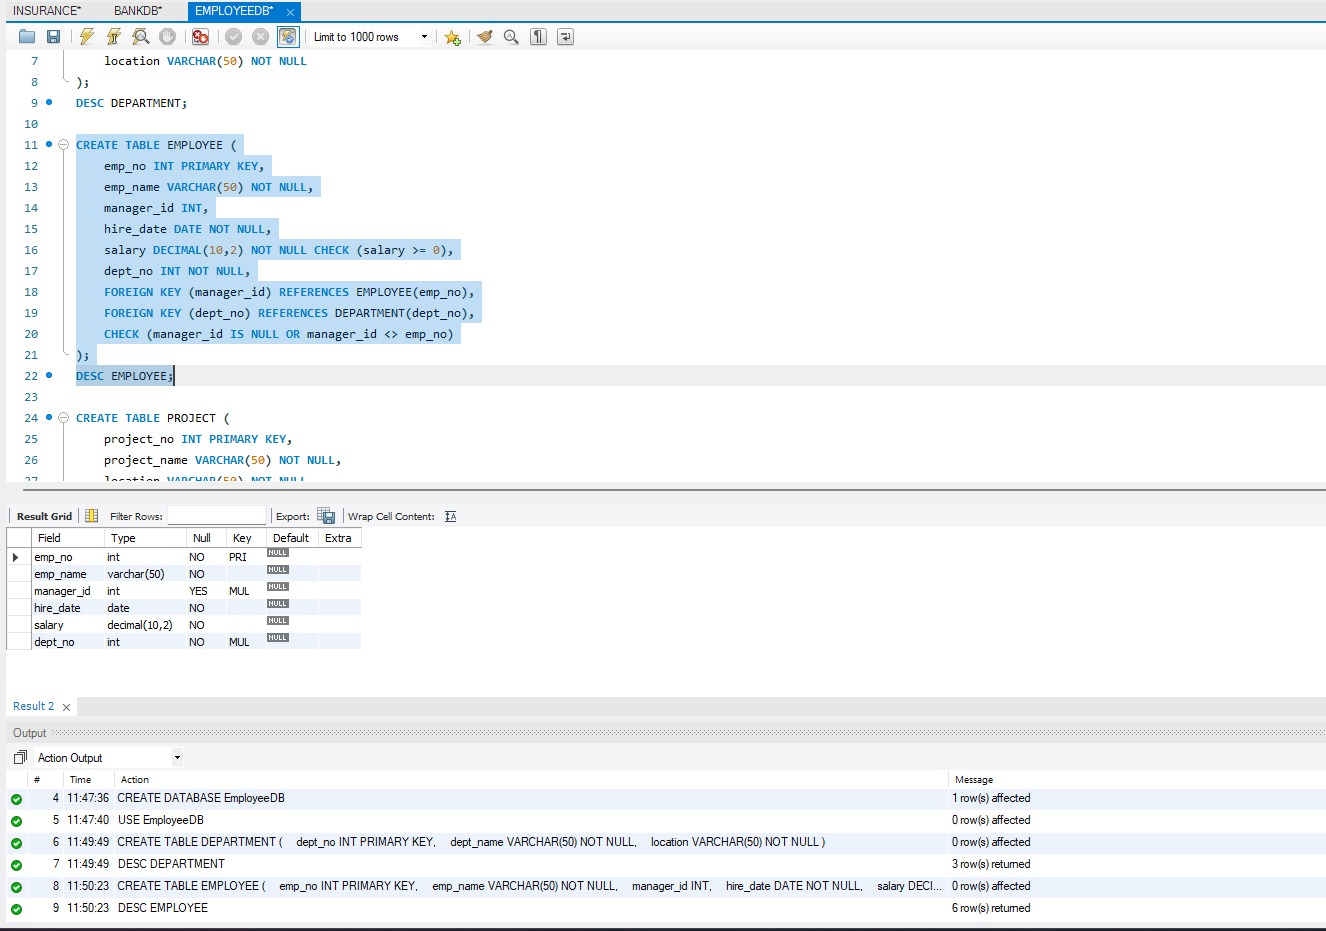 INSURANCE* BANKDB* EMPLOYEEDB*
Limit to 1000 rows
7 location VARCHAR(50) NOT NULL
8 );
9 DESC DEPARTMENT;
10
11 CREATE TABLE EMPLOYEE (
12 emp_no INT PRIMARY KEY,
13 emp_name VARCHAR(50) NOT NULL,
14 manager_id INT,
15 hire_date DATE NOT NULL,
16 salary DECIMAL(10,2) NOT NULL CHECK (salary >= 0),
17 dept_no INT NOT NULL,
18 FOREIGN KEY (manager_id) REFERENCES EMPLOYEE(emp_no),
19 FOREIGN KEY (dept_no) REFERENCES DEPARTMENT(dept_no),
20 CHECK (manager_id IS NULL OR manager_id <> emp_no)
21 );
22 DESC EMPLOYEE;
23
24 CREATE TABLE PROJECT (
25 project_no INT PRIMARY KEY,
26 project_name VARCHAR(50) NOT NULL,
27 location VARCHAR(50) NOT NULL
Result Grid Filter Rows: Export: Wrap Cell Content: IA
Field Type Null Key Default Extra
emp_no int NO PRI NULL
emp_name varchar(50) NO NULL
manager_id int YES MUL NULL
hire_date date NO NULL
salary decimal(10,2) NO NULL
dept_no int NO MUL NULL
Result 2
Output
Action Output
# Time Action Message
4 11:47:36 CREATE DATABASE EmployeeDB 1 row(s) affected
5 11:47:40 USE EmployeeDB 0 row(s) affected
6 11:49:49 CREATE TABLE DEPARTMENT ( dept_no INT PRIMARY KEY, dept_name VARCHAR(50) NOT NULL, location VARCHAR(50) NOT NULL ) 0 row(s) affected
7 11:49:49 DESC DEPARTMENT 3 row(s) returned
8 11:50:23 CREATE TABLE EMPLOYEE ( emp_no INT PRIMARY KEY, emp_name VARCHAR(50) NOT NULL, manager_id INT, hire_date DATE NOT NULL, salary DECI... 0 row(s) affected
9 11:50:23 DESC EMPLOYEE 6 row(s) returned